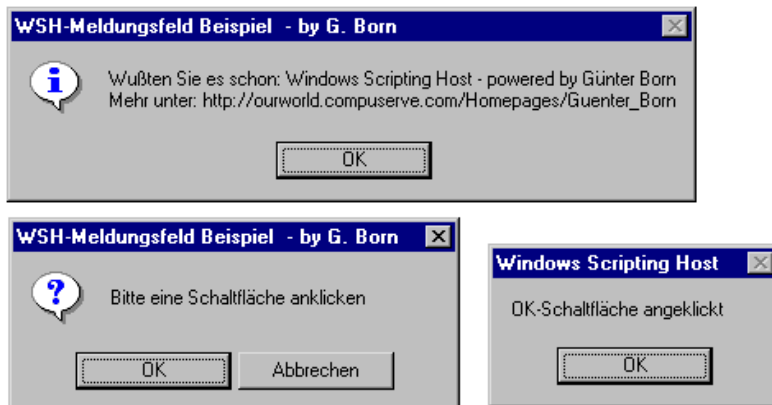 WSH-Meldungsfeld Beispiel - by G. Born
Wußten Sie es schon: Windows Scripting Host - powered by Günter Born
Mehr unter: http://ourworld.compuserve.com/Homepages/Guenter_Born
OK
WSH-Meldungsfeld Beispiel - by G. Born
Bitte eine Schaltfläche anklicken
OK
Abbrechen
Windows Scripting Host
OK-Schaltfläche angeklickt
OK